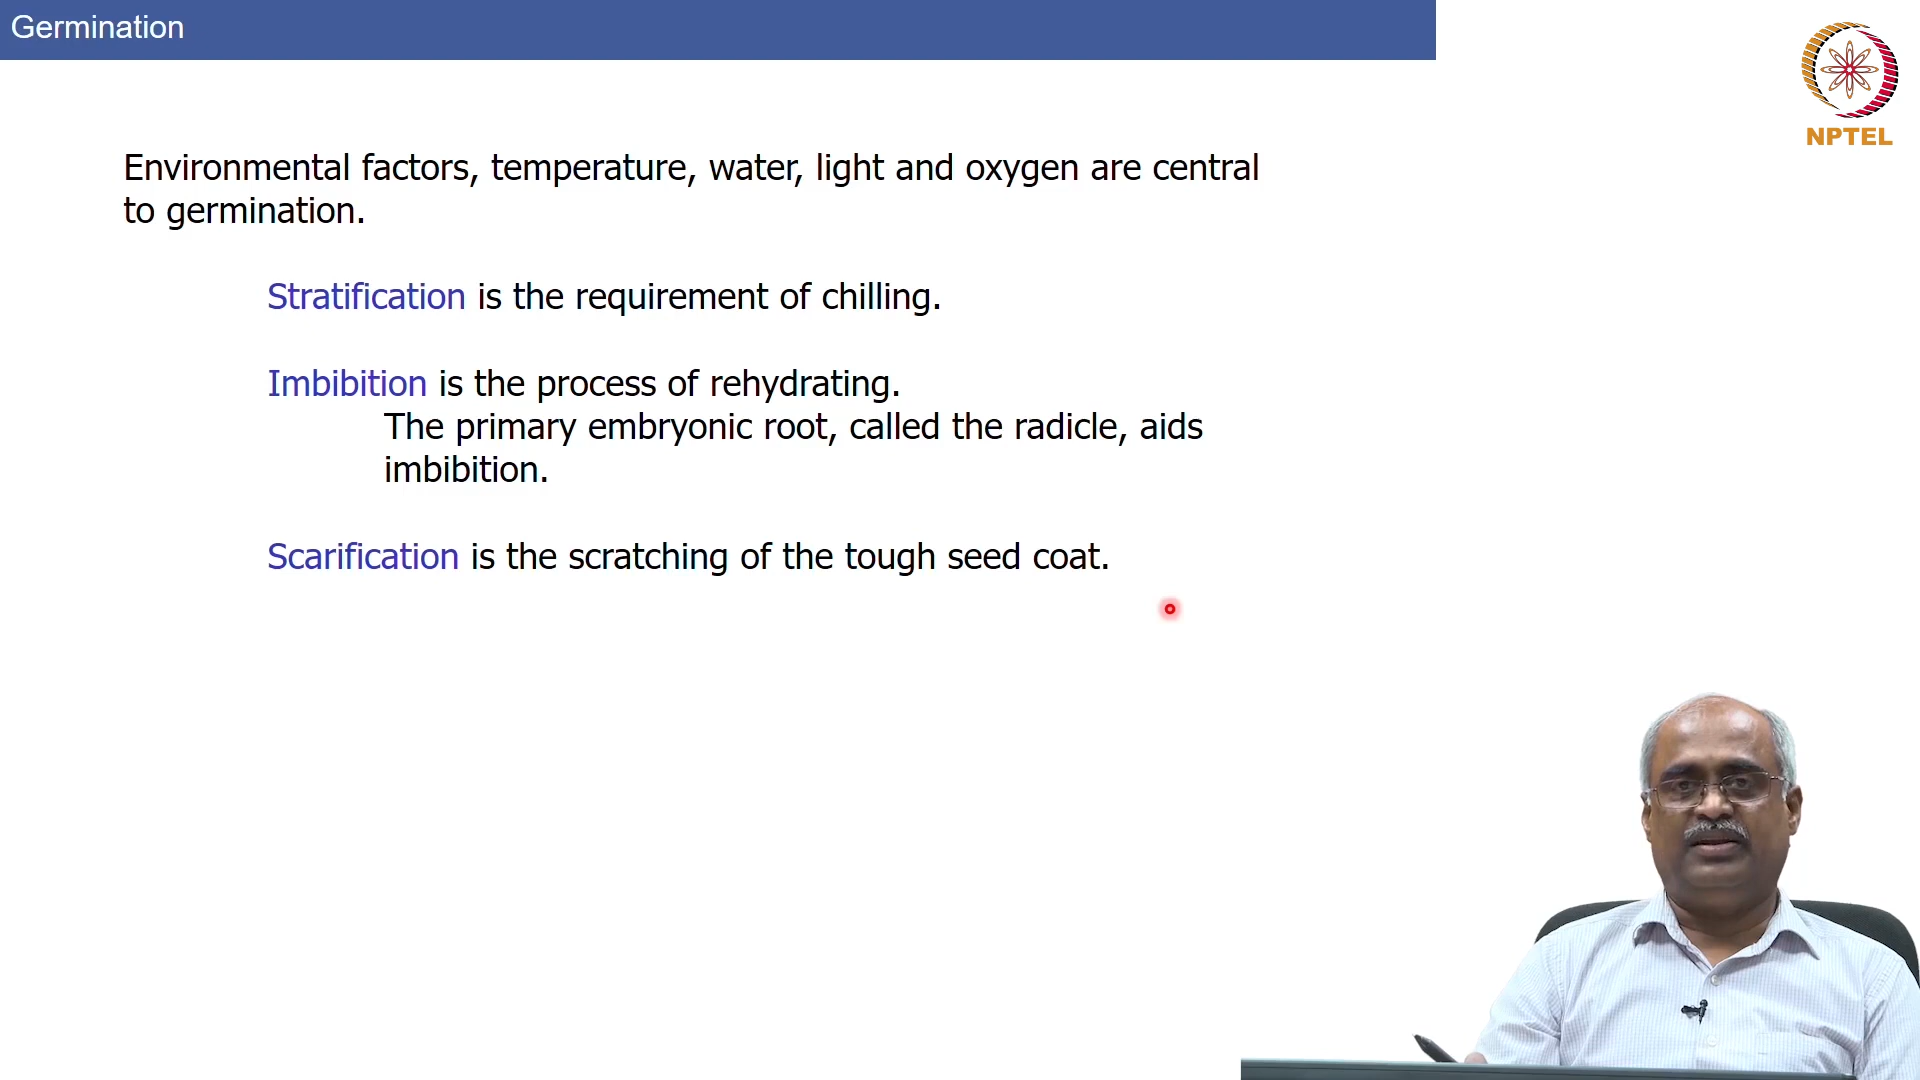 Germination
NPTEL
Environmental factors, temperature, water, light and oxygen are central
to germination.
Stratification is the requirement of chilling.
Imbibition is the process of rehydrating.
The primary embryonic root, called the radicle, aids
imbibition.
Scarification is the scratching of the tough seed coat.